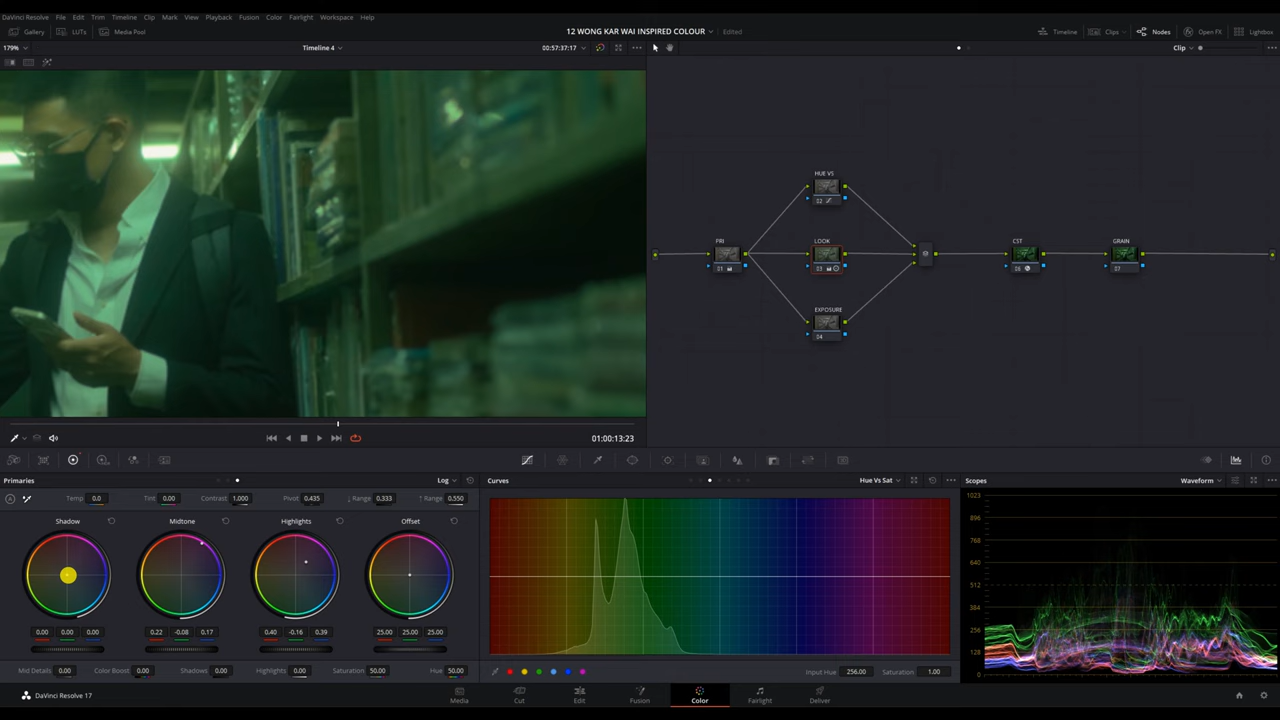 DaVinci Resolve File Edit Trim Timeline Clip Mark View Playback Fusion Color Fairlight Workspace Help
Gallery LUTs Media Pool 12 WONG KAR WAI INSPIRED COLOUR Edited Timeline Clips Nodes Open FX Lightbox
179% Timeline 4 00:57:37:17 Clip
HUE VS
02
PRI LOOK CST GRAIN
01 03 06 07
EXPOSURE
04
01:00:13:23
Primaries Log Curves Hue Vs Sat Scopes Waveform
Temp 0.0 Tint 0.00 Contrast 1.000 Pivot 0.435 Range 0.333 Range 0.550
Shadow Midtone Highlights Offset
0.00 0.00 0.00 0.22 -0.08 0.17 0.40 -0.16 0.39 25.00 25.00 25.00
Mid Details 0.00 Color Boost 0.00 Shadows 0.00 Highlights 0.00 Saturation 50.00 Hue 50.00 Input Hue 256.00 Saturation 1.00
1023
896
768
640
512
384
256
128
0
DaVinci Resolve 17 Media Cut Edit Fusion Color Fairlight Deliver